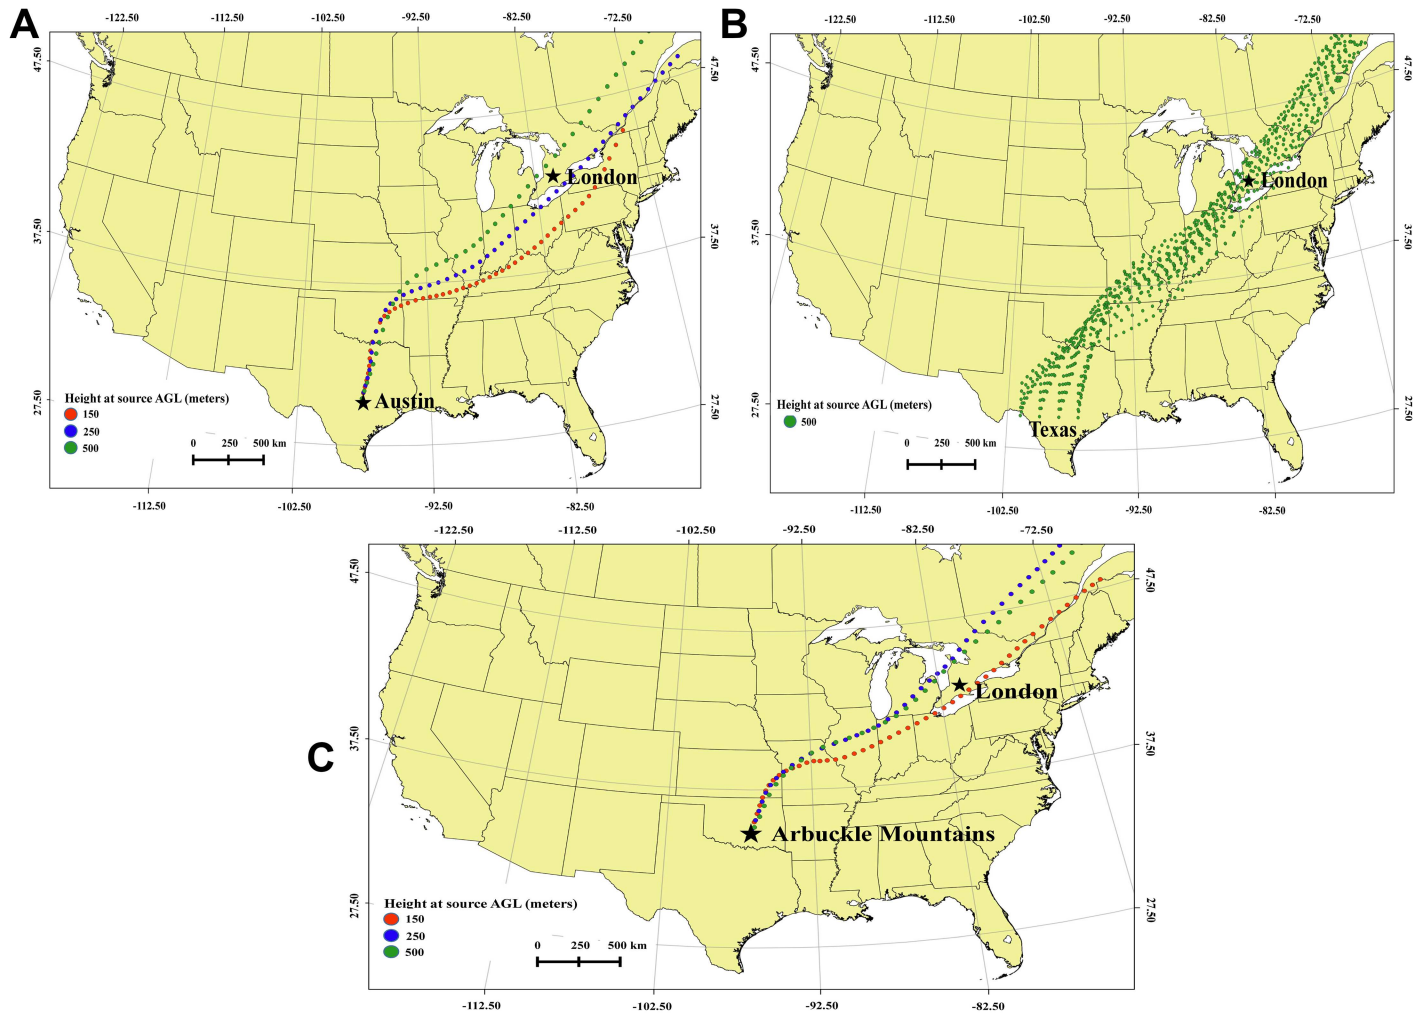 A
-122.50 -112.50 -102.50 -92.50 -82.50 -72.50
47.50 47.50
London
37.50 37.50
Austin
27.50 27.50
Height at source AGL (meters)
150
250
500
0 250 500 km
-112.50 -102.50 -92.50 -82.50
B
-122.50 -112.50 -102.50 -92.50 -82.50 -72.50
47.50 47.50
London
37.50 37.50
27.50 27.50
Height at source AGL (meters)
500
Texas
0 250 500 km
-112.50 -102.50 -92.50 -82.50
C
-122.50 -112.50 -102.50 -92.50 -82.50 -72.50
47.50 47.50
London
37.50 37.50
Arbuckle Mountains
27.50 27.50
Height at source AGL (meters)
150
250
500
0 250 500 km
-112.50 -102.50 -92.50 -82.50